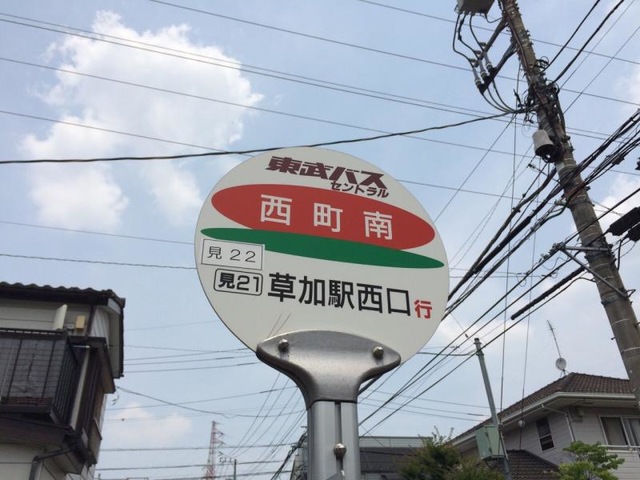 東武バス
セントラル
西町南
見22
見21 草加駅西口行